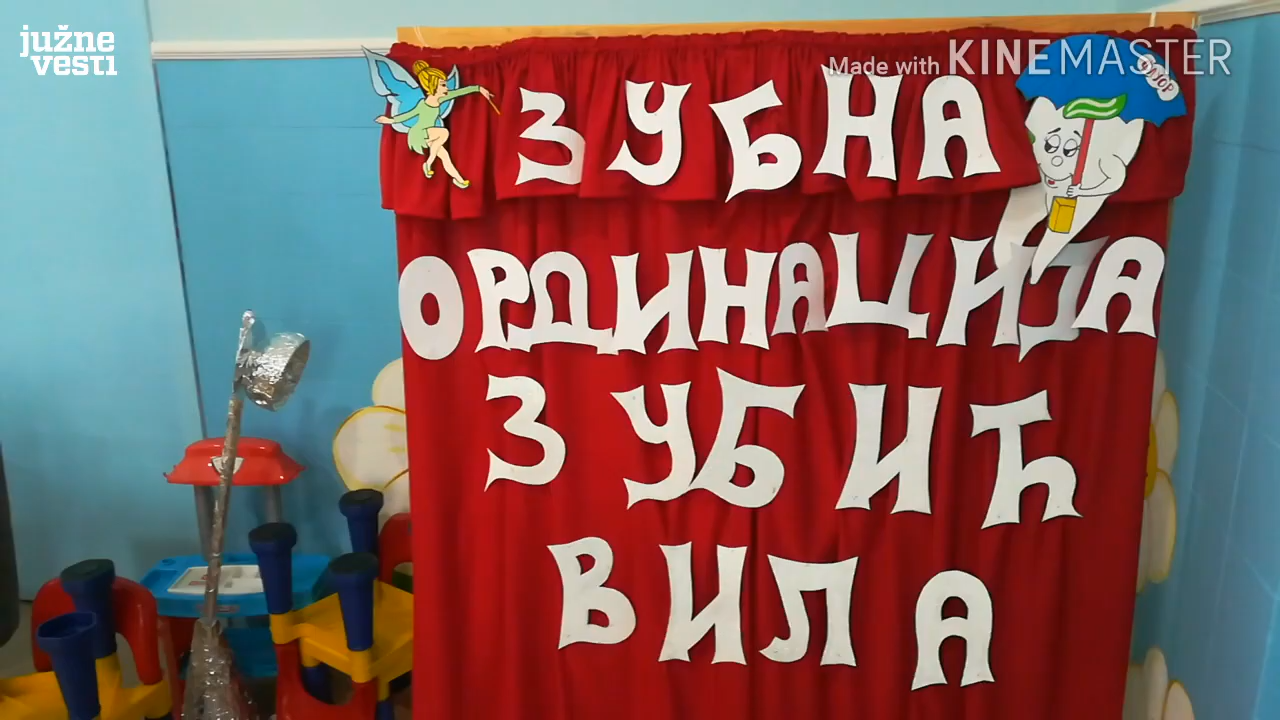 južne
vesti
Made with KINEMASTER
ЗУБНА
ОРДИНАЦИЈА
ЗУБИЋ
ВИЛА